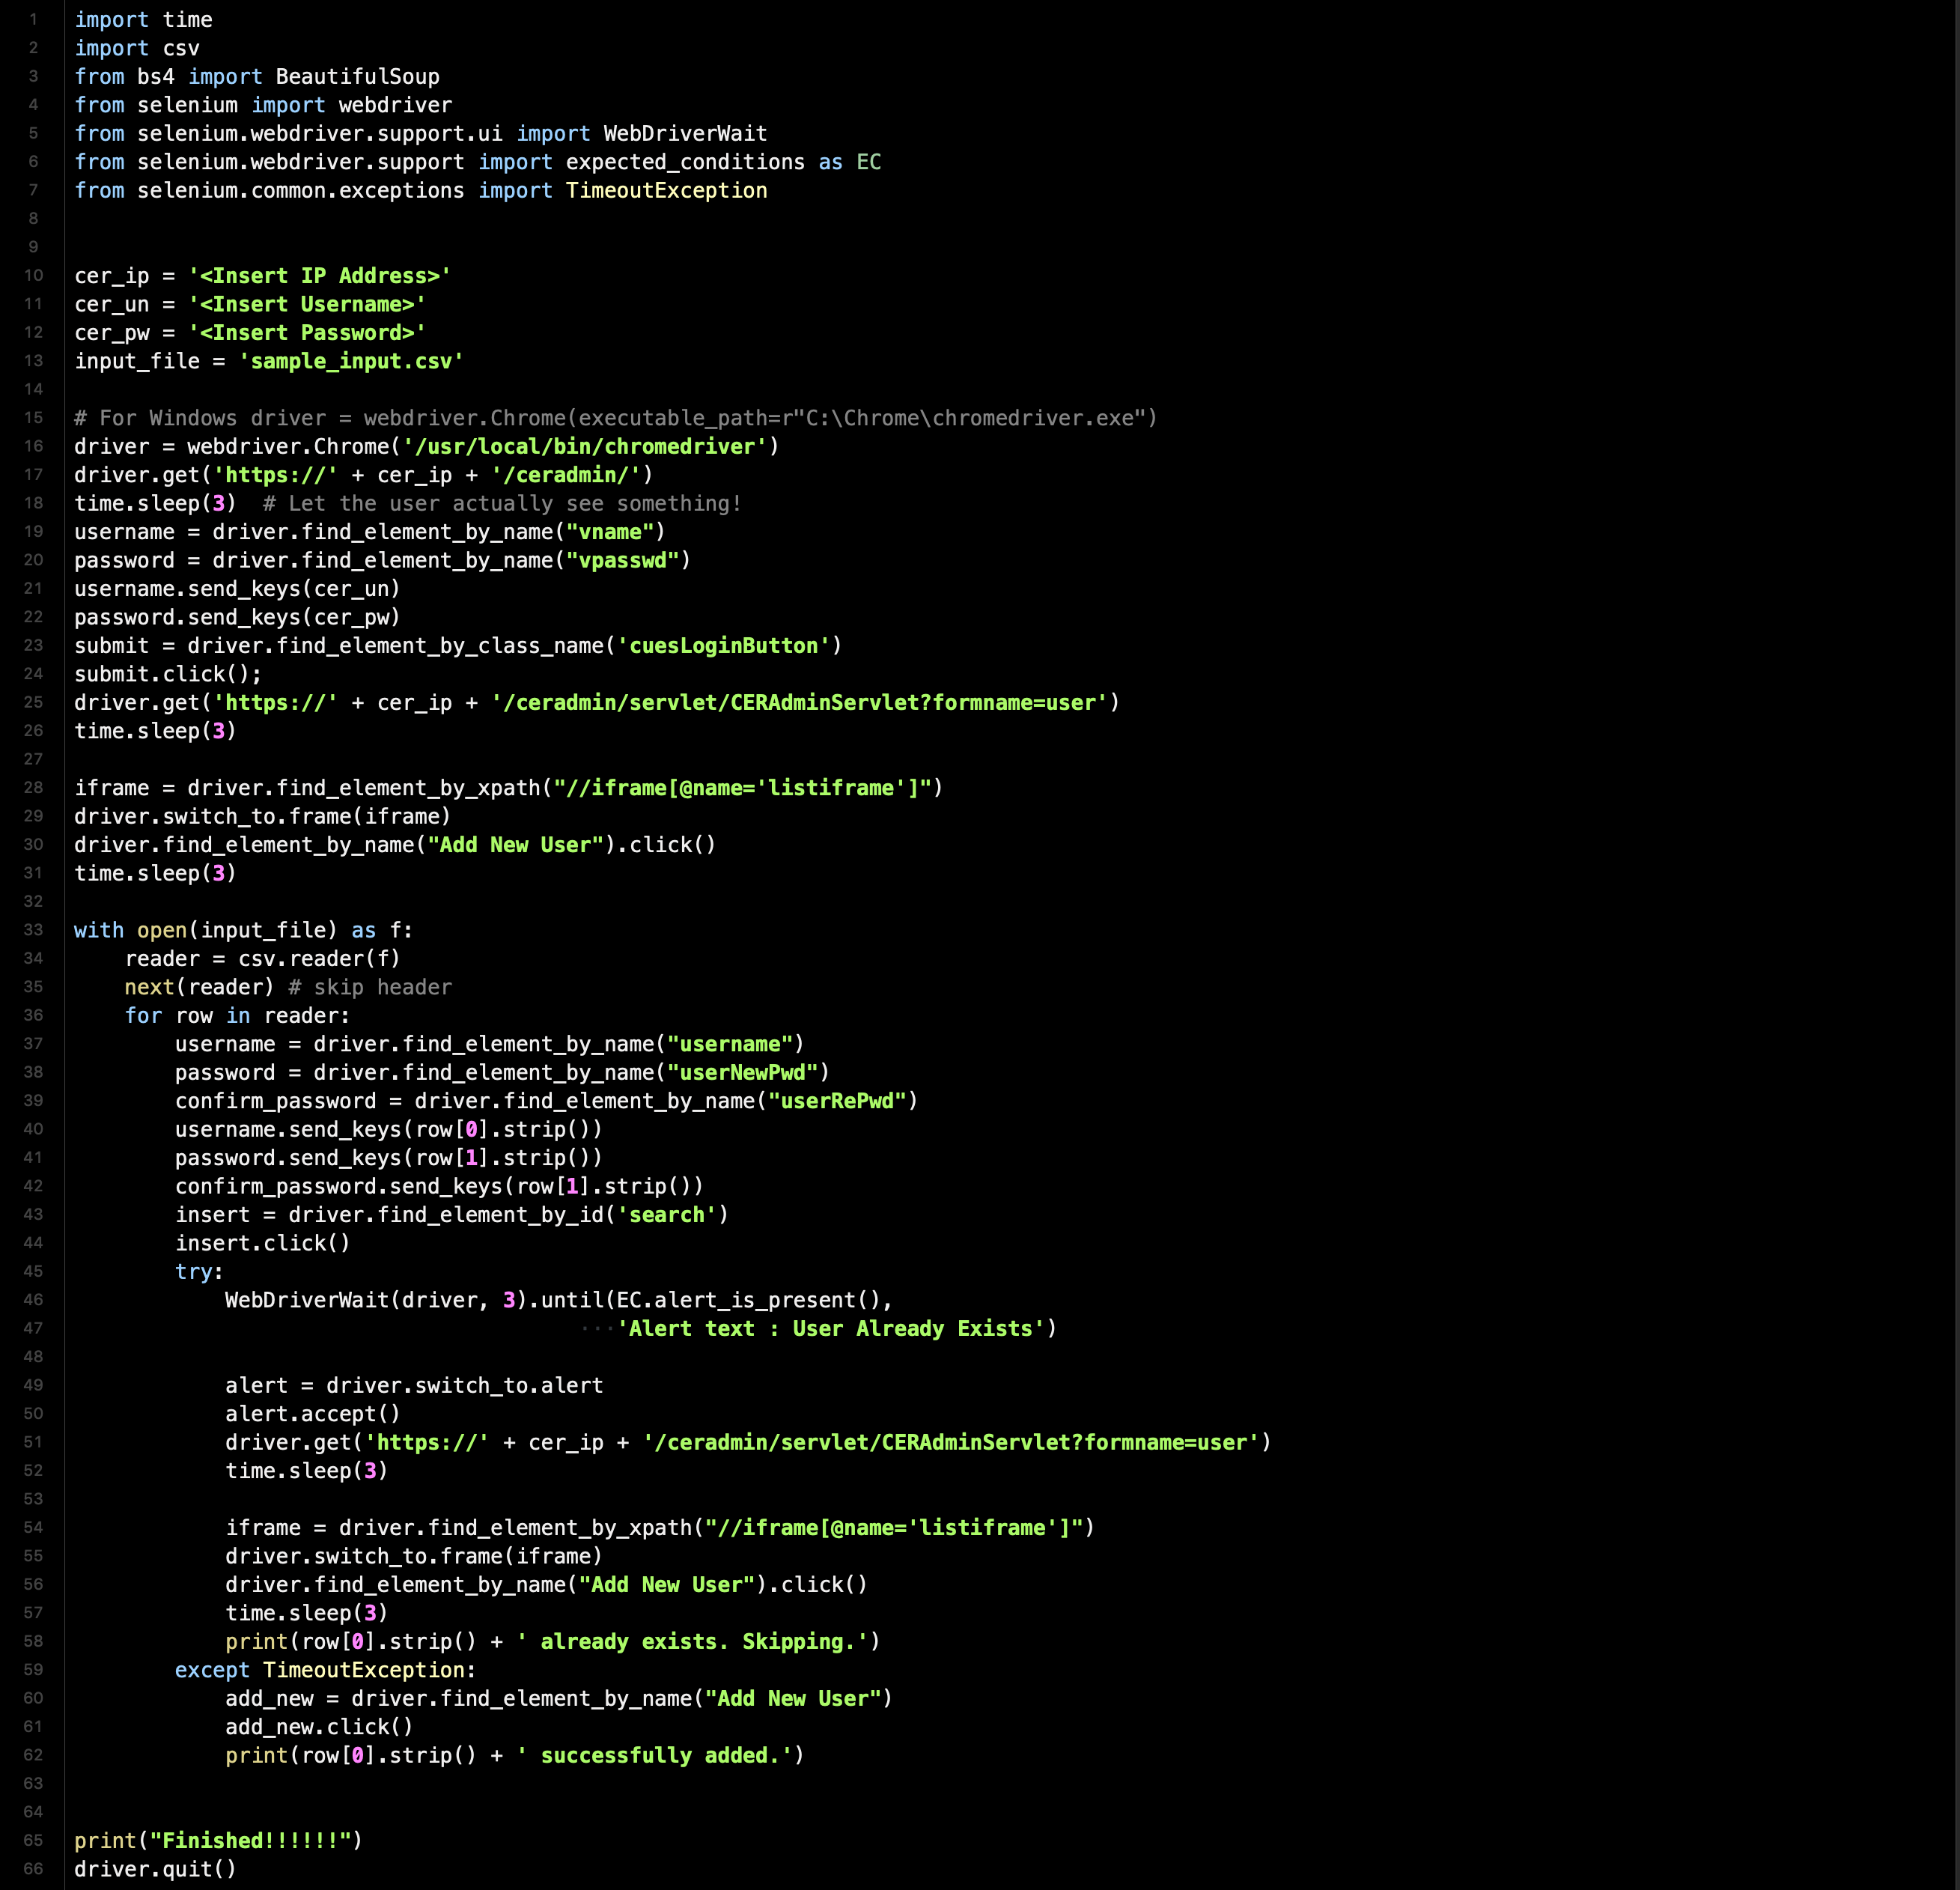 1 import time
2 import csv
3 from bs4 import BeautifulSoup
4 from selenium import webdriver
5 from selenium.webdriver.support.ui import WebDriverWait
6 from selenium.webdriver.support import expected_conditions as EC
7 from selenium.common.exceptions import TimeoutException
8
9
10 cer_ip = '<Insert IP Address>'
11 cer_un = '<Insert Username>'
12 cer_pw = '<Insert Password>'
13 input_file = 'sample_input.csv'
14
15 # For Windows driver = webdriver.Chrome(executable_path=r"C:\Chrome\chromedriver.exe")
16 driver = webdriver.Chrome('/usr/local/bin/chromedriver')
17 driver.get('https://' + cer_ip + '/ceradmin/')
18 time.sleep(3)  # Let the user actually see something!
19 username = driver.find_element_by_name("vname")
20 password = driver.find_element_by_name("vpasswd")
21 username.send_keys(cer_un)
22 password.send_keys(cer_pw)
23 submit = driver.find_element_by_class_name('cuesLoginButton')
24 submit.click();
25 driver.get('https://' + cer_ip + '/ceradmin/servlet/CERAdminServlet?formname=user')
26 time.sleep(3)
27
28 iframe = driver.find_element_by_xpath("//iframe[@name='listiframe']")
29 driver.switch_to.frame(iframe)
30 driver.find_element_by_name("Add New User").click()
31 time.sleep(3)
32
33 with open(input_file) as f:
34     reader = csv.reader(f)
35     next(reader) # skip header
36     for row in reader:
37         username = driver.find_element_by_name("username")
38         password = driver.find_element_by_name("userNewPwd")
39         confirm_password = driver.find_element_by_name("userRePwd")
40         username.send_keys(row[0].strip())
41         password.send_keys(row[1].strip())
42         confirm_password.send_keys(row[1].strip())
43         insert = driver.find_element_by_id('search')
44         insert.click()
45         try:
46             WebDriverWait(driver, 3).until(EC.alert_is_present(),
47                                         ···'Alert text : User Already Exists')
48
49             alert = driver.switch_to.alert
50             alert.accept()
51             driver.get('https://' + cer_ip + '/ceradmin/servlet/CERAdminServlet?formname=user')
52             time.sleep(3)
53
54             iframe = driver.find_element_by_xpath("//iframe[@name='listiframe']")
55             driver.switch_to.frame(iframe)
56             driver.find_element_by_name("Add New User").click()
57             time.sleep(3)
58             print(row[0].strip() + ' already exists. Skipping.')
59         except TimeoutException:
60             add_new = driver.find_element_by_name("Add New User")
61             add_new.click()
62             print(row[0].strip() + ' successfully added.')
63
64
65 print("Finished!!!!!!")
66 driver.quit()